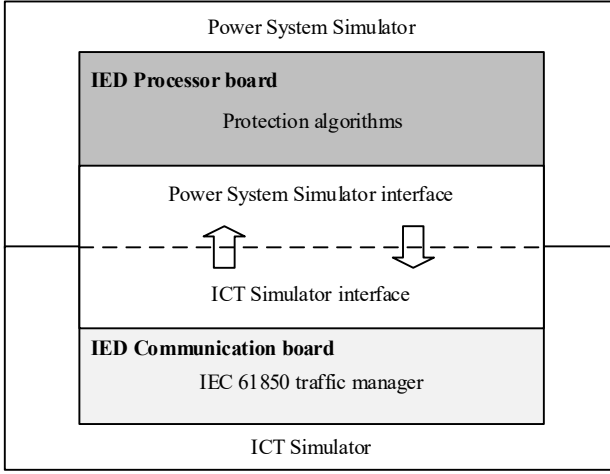 Power System Simulator
IED Processor board
Protection algorithms
Power System Simulator interface
ICT Simulator interface
IED Communication board
IEC 61850 traffic manager
ICT Simulator